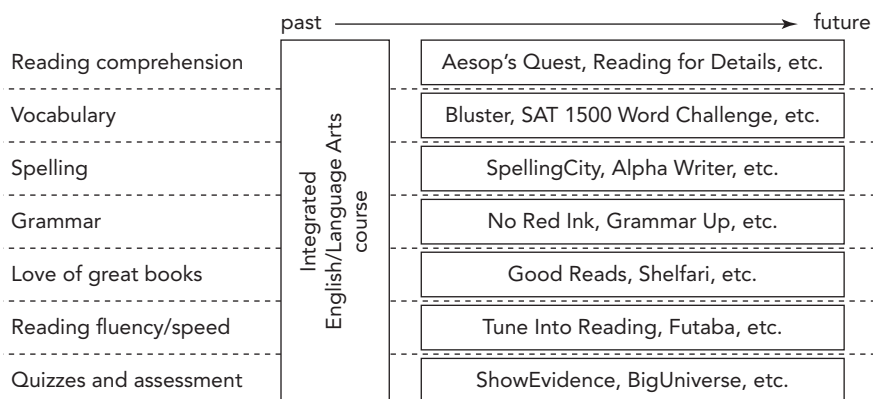 past future
Reading comprehension Aesop's Quest, Reading for Details, etc.
Vocabulary Bluster, SAT 1500 Word Challenge, etc.
Spelling SpellingCity, Alpha Writer, etc.
Integrated
English/Language Arts
course
Grammar No Red Ink, Grammar Up, etc.
Love of great books Good Reads, Shelfari, etc.
Reading fluency/speed Tune Into Reading, Futaba, etc.
Quizzes and assessment ShowEvidence, BigUniverse, etc.